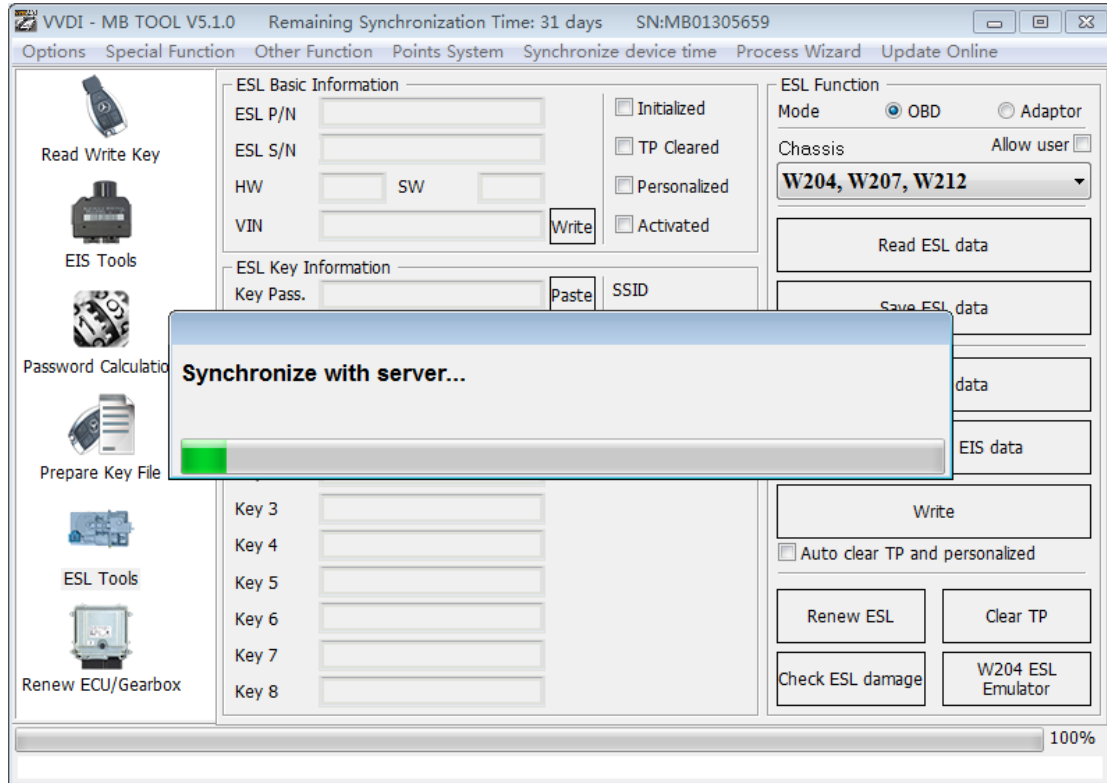 VVDI - MB TOOL V5.1.0 Remaining Synchronization Time: 31 days SN:MB01305659
Options Special Function Other Function Points System Synchronize device time Process Wizard Update Online
Read Write Key
EIS Tools
Password Calculatio
Prepare Key File
ESL Tools
Renew ECU/Gearbox
ESL Basic Information
ESL P/N
ESL S/N
HW SW
VIN Write
Initialized
TP Cleared
Personalized
Activated
ESL Key Information
Key Pass. Paste SSID
Synchronize with server...
Key 3
Key 4
Key 5
Key 6
Key 7
Key 8
ESL Function
Mode OBD Adaptor
Chassis Allow user
W204, W207, W212
Read ESL data
Save ESL data
data
EIS data
Write
Auto clear TP and personalized
Renew ESL Clear TP
Check ESL damage
W204 ESL
Emulator
100%